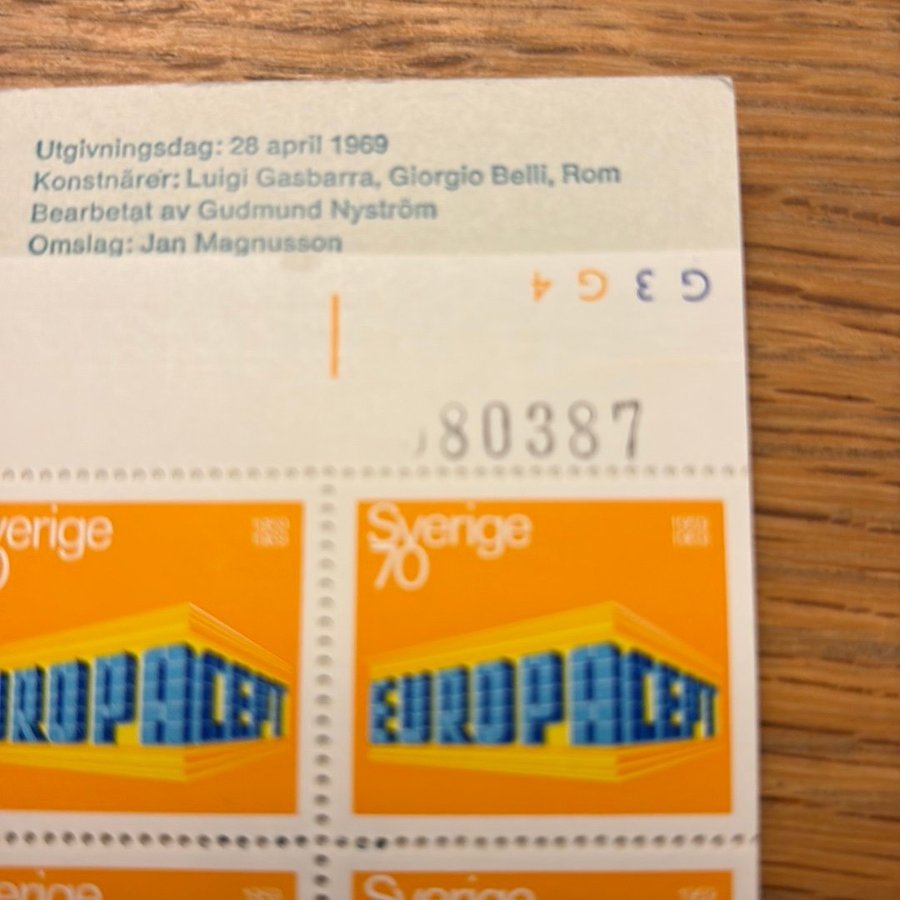 Utgivningsdag: 28 april 1969
Konstnärer: Luigi Gasbarra, Giorgio Belli, Rom
Bearbetat av Gudmund Nyström
Omslag: Jan Magnusson
G 3 G 4
80387
Sverige
70
EUROPA CEPT
Sverige